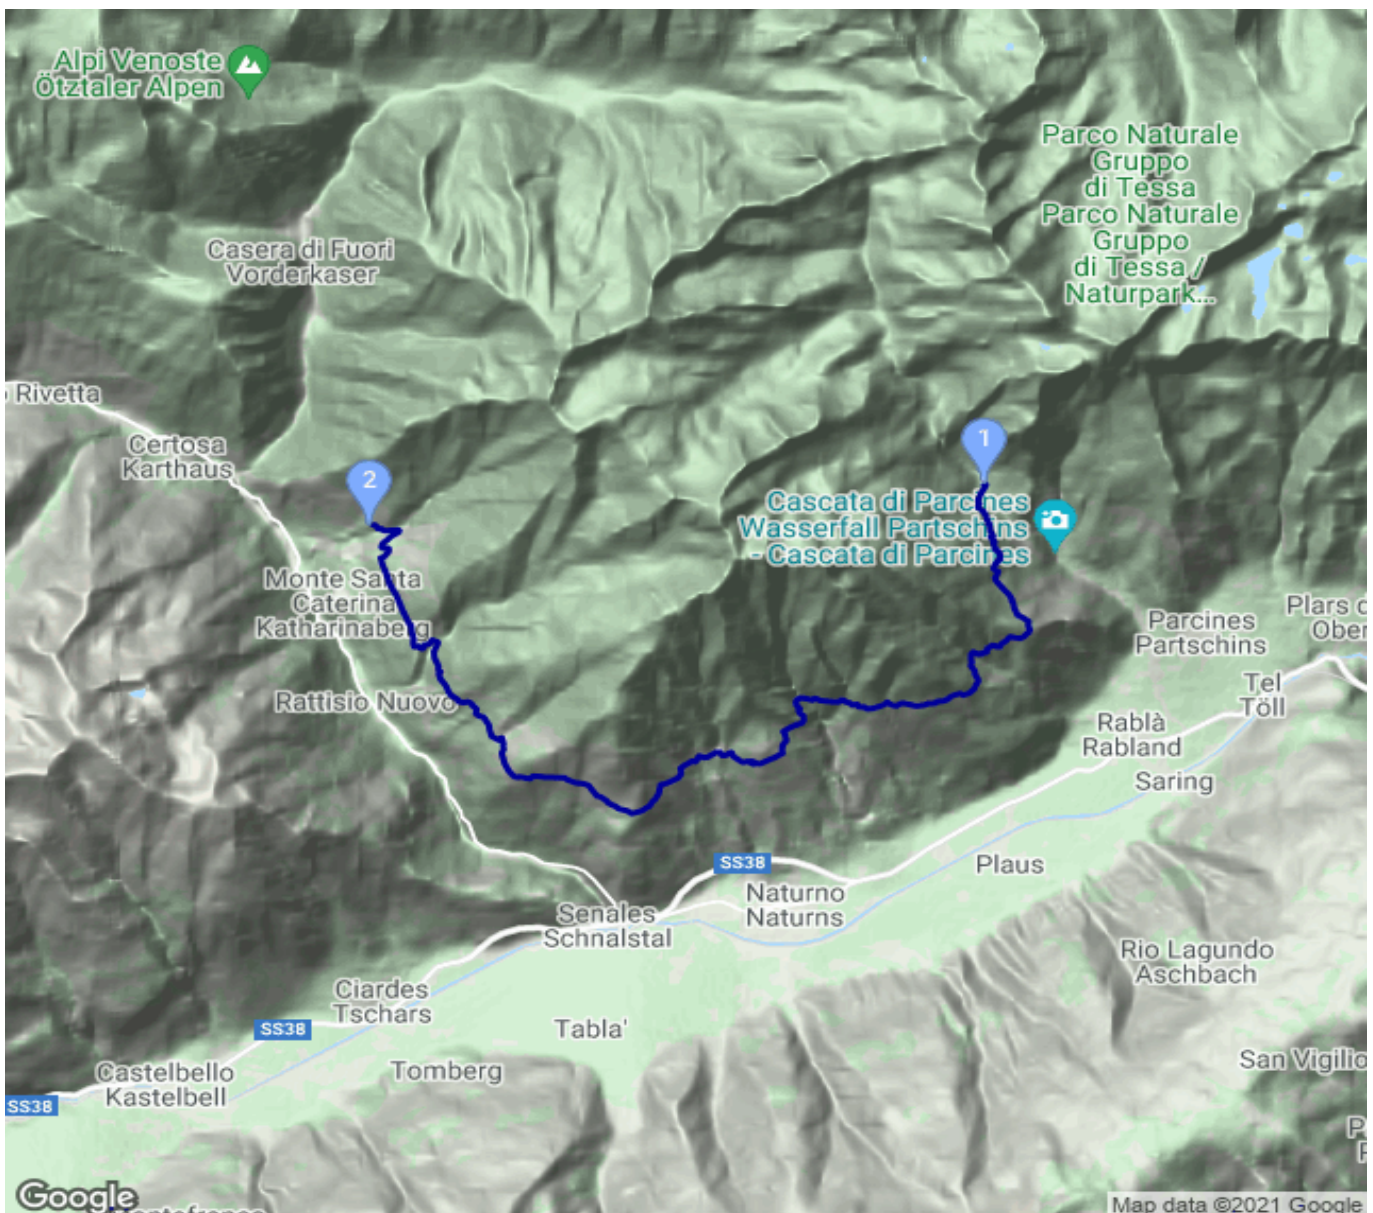 Alpi Venoste
Ötztaler Alpen
Parco Naturale
Gruppo
di Tessa
Parco Naturale
Gruppo
di Tessa /
Naturpark...
Casera di Fuori
Vorderkaser
Rivetta
Certosa
Karthaus
1
2
Cascata di Parcines
Wasserfall Partschins
- Cascata di Parcines
Monte Santa
Caterina
Katharinaberg
Parcines
Partschins
Plars d
Ober
Rattisio Nuovo
Tel
Töll
Rablà
Rabland
Saring
SS38
Plaus
Naturno
Naturns
Senales
Schnalstal
Rio Lagundo
Aschbach
Ciardes
Tschars
SS38
Tabla'
San Vigilio
Castelbello
Kastelbell
Tomberg
SS38
Google
Map data ©2021 Google